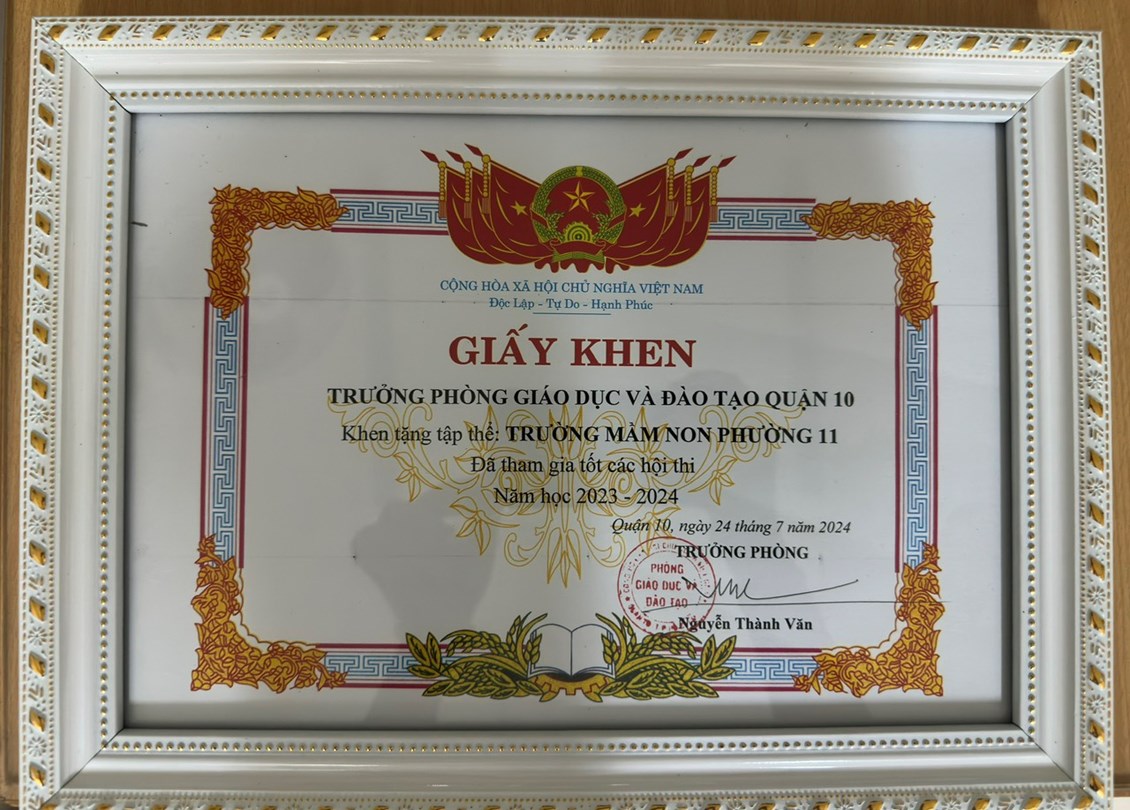 CỘNG HÒA XÃ HỘI CHỦ NGHĨA VIỆT NAM
Độc Lập - Tự Do - Hạnh Phúc
GIẤY KHEN
TRƯỞNG PHÒNG GIÁO DỤC VÀ ĐÀO TẠO QUẬN 10
Khen tặng tập thể: TRƯỜNG MẦM NON PHƯỜNG 11
Đã tham gia tốt các hội thi
Năm học 2023 - 2024
Quận 10, ngày 24 tháng 7 năm 2024
TRƯỞNG PHÒNG
PHÒNG
GIÁO DỤC VÀ
ĐÀO TẠO
Nguyễn Thành Văn